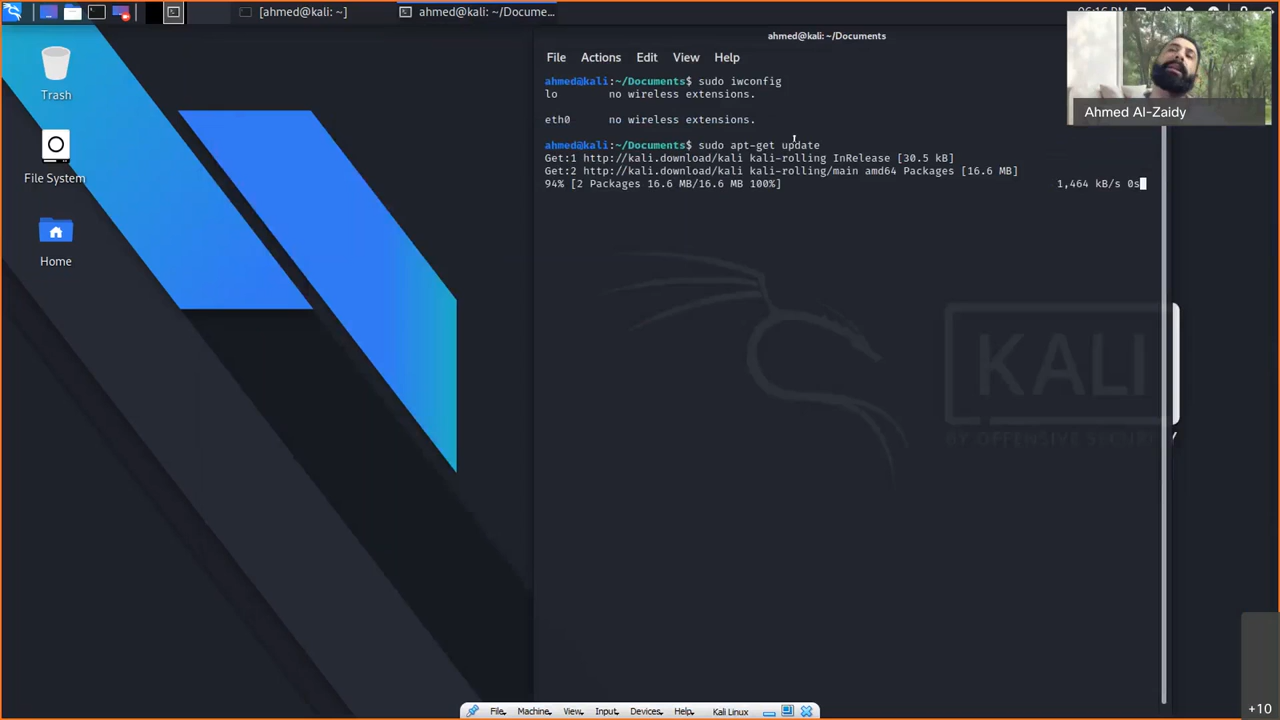 [ahmed@kali: ~]
ahmed@kali: ~/Docume...
ahmed@kali: ~/Documents
File Actions Edit View Help
ahmed@kali:~/Documents$ sudo iwconfig
lo no wireless extensions.
eth0 no wireless extensions.
ahmed@kali:~/Documents$ sudo apt-get update
Get:1 http://kali.download/kali kali-rolling InRelease [30.5 kB]
Get:2 http://kali.download/kali kali-rolling/main amd64 Packages [16.6 MB]
94% [2 Packages 16.6 MB/16.6 MB 100%] 1,464 kB/s 0s
Trash
File System
Home
Ahmed Al-Zaidy
KALI
BY OFFENSIVE SECURITY
File Machine View Input Devices Help Kali Linux
+10